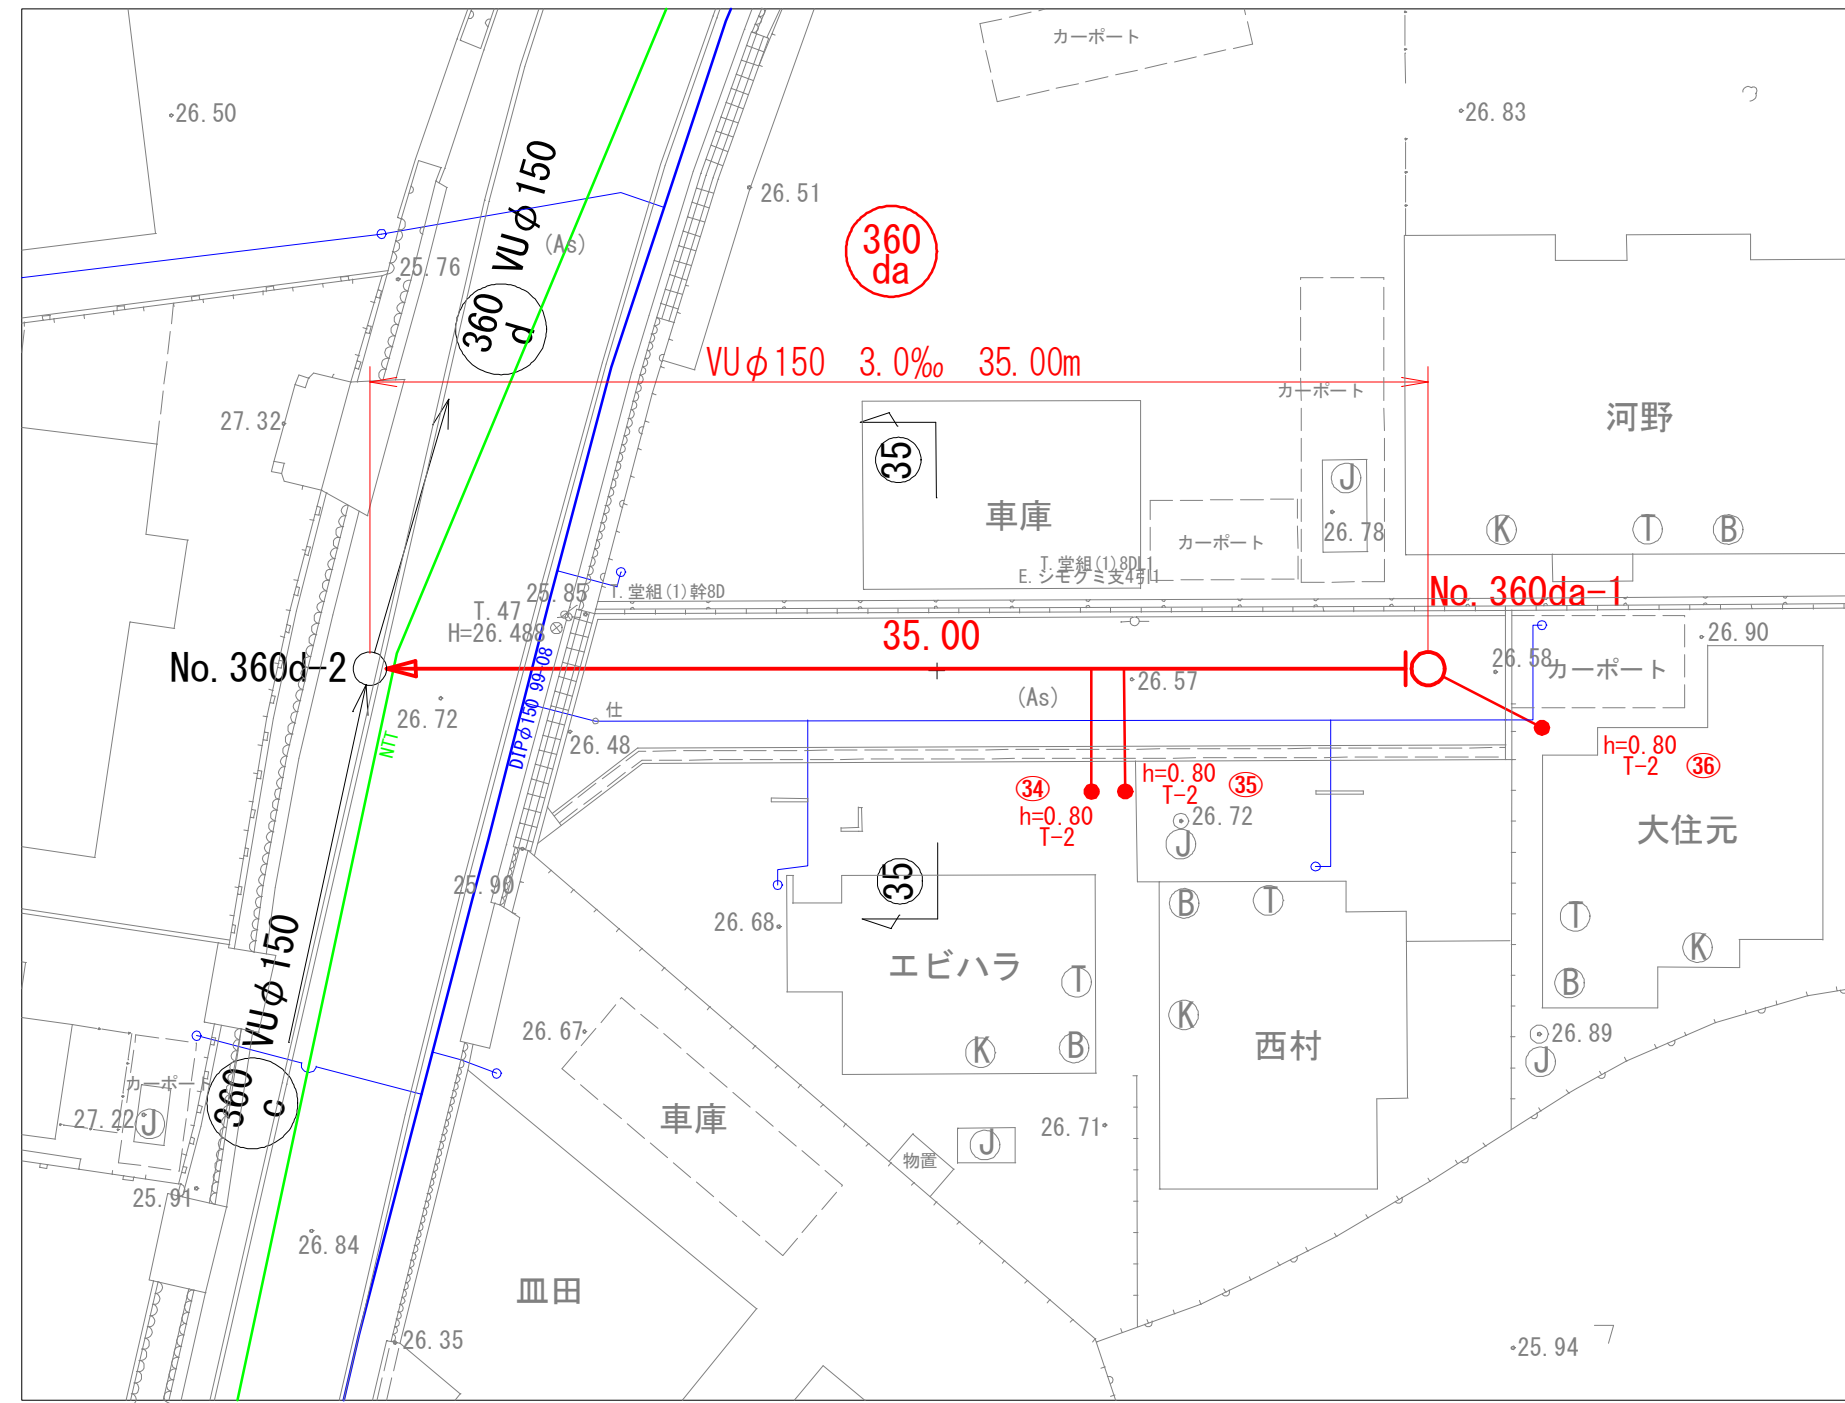 カーポート
26.50
26.83
VUφ150
26.51
(As)
360
da
25.76
360
d
VUφ150 3.0‰ 35.00m
カーポート
27.32
河野
35
J
車庫
26.78
K
T
B
カーポート
T.堂組(1)8DL1
E.シモクミ支4引1
25.85
T.堂組(1)幹8D
No.360da-1
T.47
H=26.488
35.00
26.90
No.360d-2
26.58
カーポート
26.57
(As)
26.72
仕
NTT
DIPφ150 99-08
26.48
h=0.80
T-2
36
34
h=0.80
T-2
h=0.80
T-2
35
26.72
J
大住元
35
25.90
B
T
T
26.68
K
エビハラ
T
B
VUφ150
K
26.67
26.89
J
K
B
西村
360
c
カーポート
27.22
J
車庫
26.71
J
物置
25.91
26.84
皿田
26.35
25.94